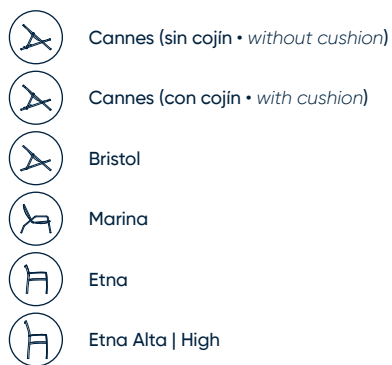 Cannes (sin cojín • without cushion)
Cannes (con cojín • with cushion)
Bristol
Marina
Etna
Etna Alta | High